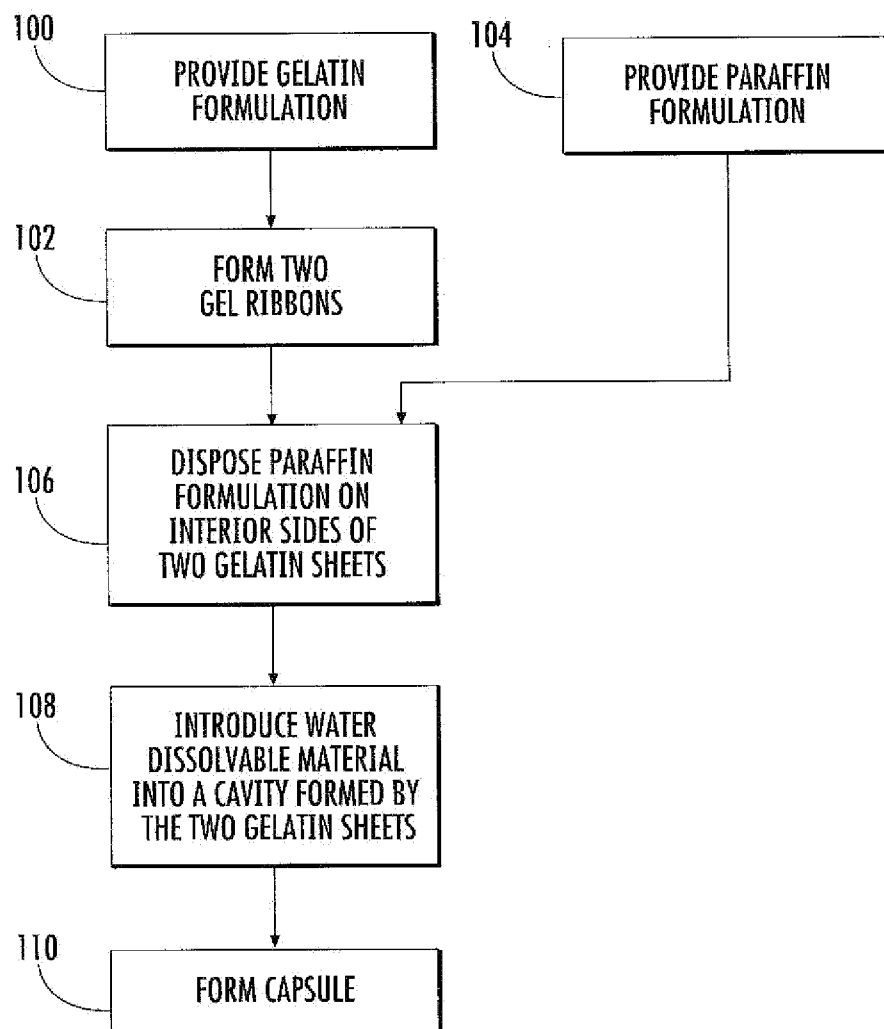 100
PROVIDE GELATIN
FORMULATION
104
PROVIDE PARAFFIN
FORMULATION
102
FORM TWO
GEL RIBBONS
106
DISPOSE PARAFFIN
FORMULATION ON
INTERIOR SIDES OF
TWO GELATIN SHEETS
108
INTRODUCE WATER
DISSOLVABLE MATERIAL
INTO A CAVITY FORMED BY
THE TWO GELATIN SHEETS
110
FORM CAPSULE